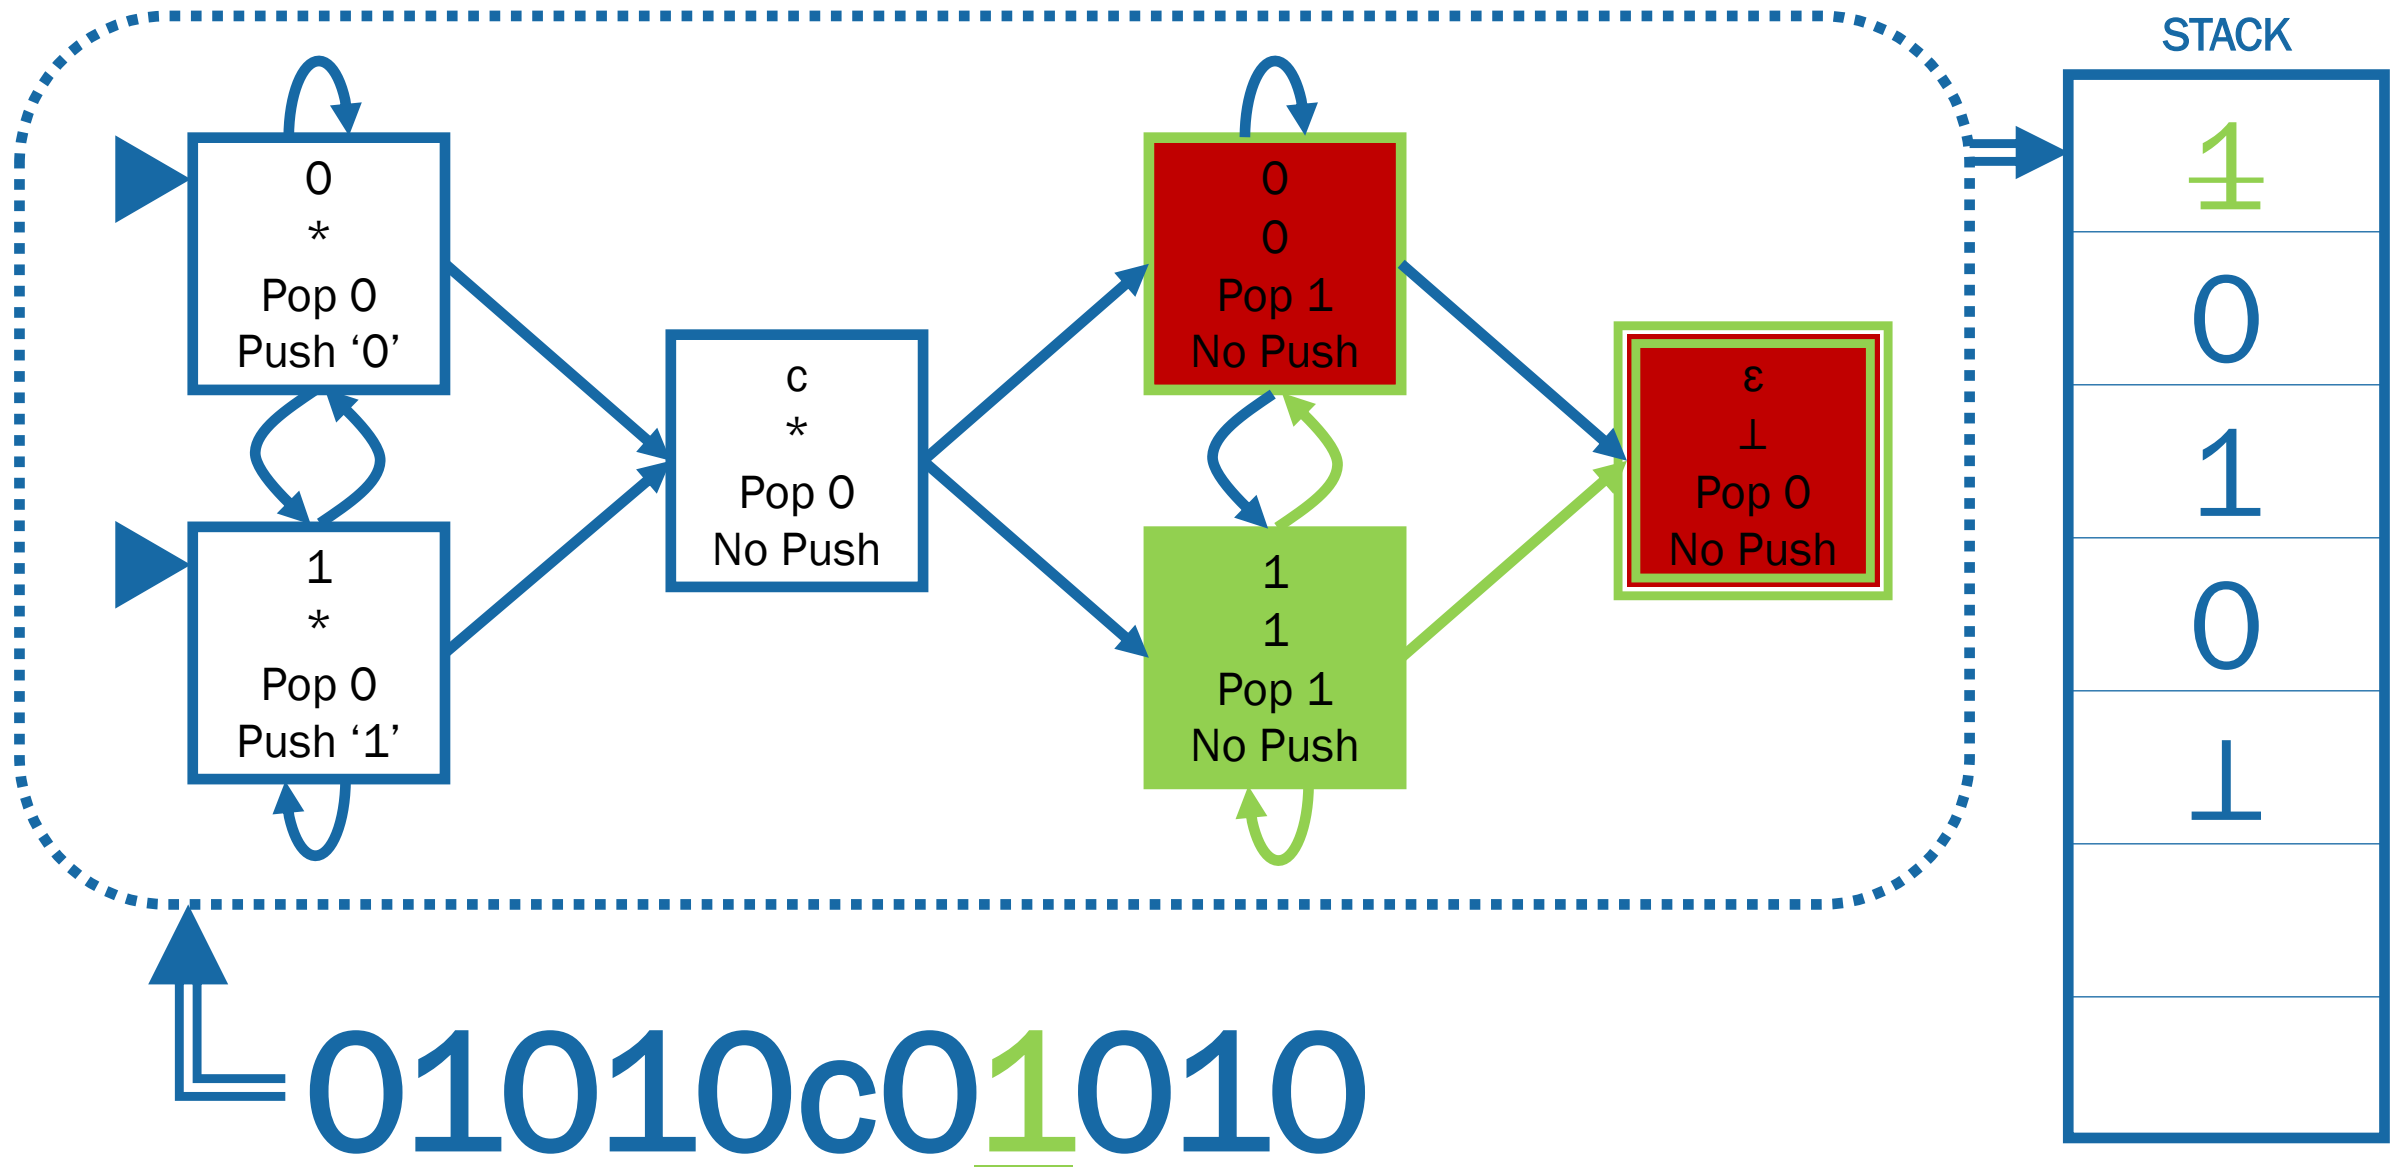 STACK
0
*
Pop 0
Push ‘0’
1
*
Pop 0
Push ‘1’
c
*
Pop 0
No Push
0
0
Pop 1
No Push
1
1
Pop 1
No Push
ε
⊥
Pop 0
No Push
1
0
1
0
⊥
01010c01010